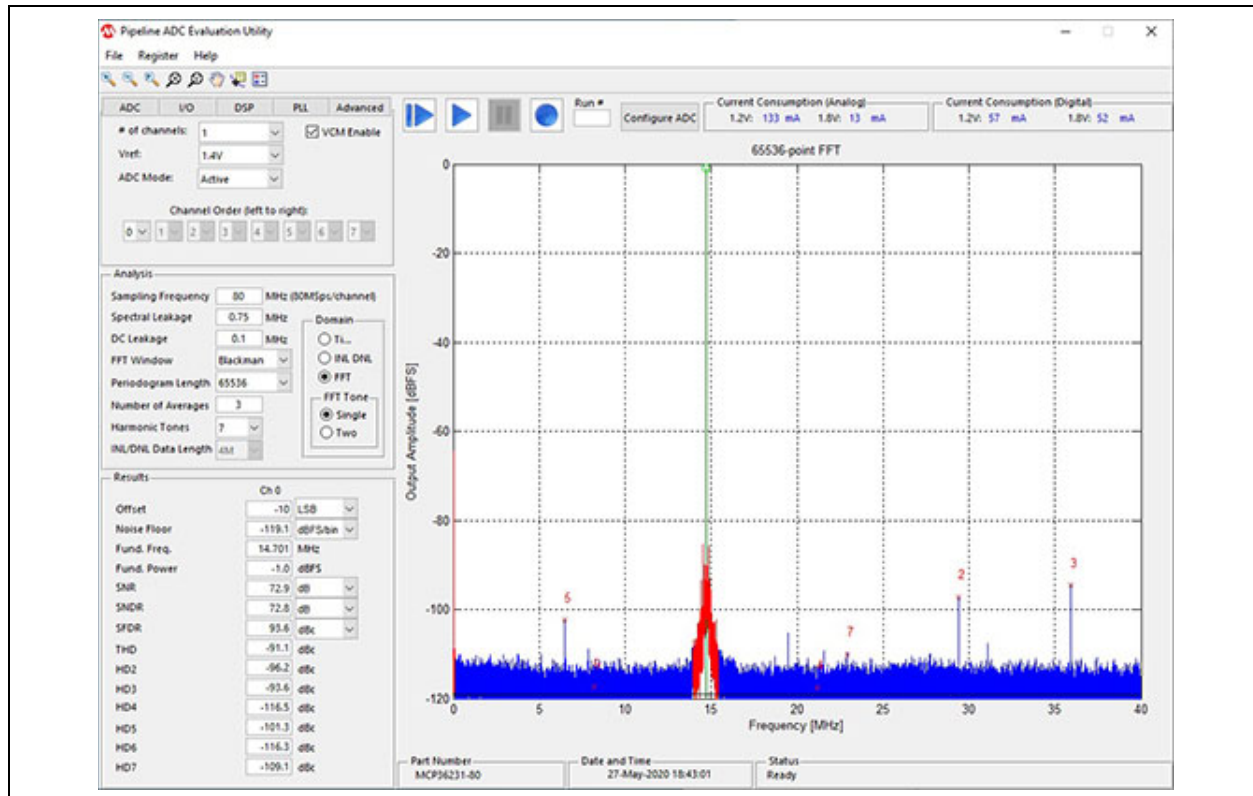 Pipeline ADC Evaluation Utility
File Register Help
ADC I/O DSP PLL Advanced
# of channels: 1 VCM Enable
Vref: 1.4V
ADC Mode: Active
Channel Order (left to right):
0 1 2 3 4 5 6 7
Run #
Configure ADC
Current Consumption (Analog)
1.2V: 133 mA 1.8V: 13 mA
Current Consumption (Digital)
1.2V: 57 mA 1.8V: 52 mA
Analysis
Sampling Frequency 80 MHz (80MSps/channel)
Spectral Leakage 0.75 MHz
DC Leakage 0.1 MHz
FFT Window Blackman
Periodogram Length 65536
Number of Averages 3
Harmonic Tones 7
INL/DNL Data Length 4M
Domain
Ti...
INL DNL
FFT
FFT Tone
Single
Two
Results
Ch 0
Offset -10 LSB
Noise Floor -119.1 dBFS/bin
Fund. Freq. 14.701 MHz
Fund. Power -1.0 dBFS
SNR 72.9 dB
SNDR 72.8 dB
SFDR 93.6 dBc
THD -91.1 dBc
HD2 -96.2 dBc
HD3 -93.6 dBc
HD4 -116.5 dBc
HD5 -101.3 dBc
HD6 -116.3 dBc
HD7 -109.1 dBc
65536-point FFT
Output Amplitude [dBFS]
0
-20
-40
-60
-80
-100
-120
5
7
2
3
0 5 10 15 20 25 30 35 40
Frequency [MHz]
Part Number
MCP36231-80
Date and Time
27-May-2020 18:43:01
Status
Ready